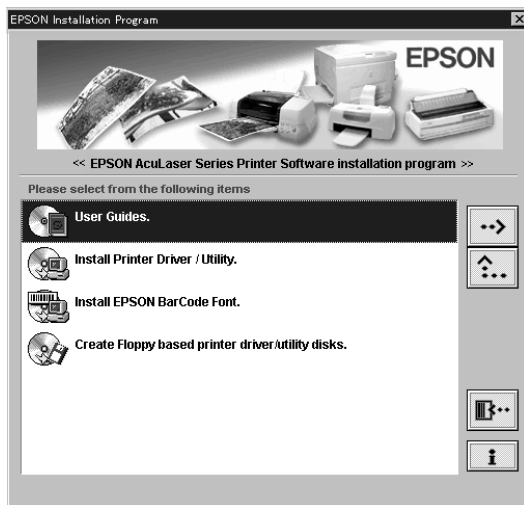 EPSON Installation Program
EPSON
<< EPSON AcuLaser Series Printer Software installation program >>
Please select from the following items
User Guides.
Install Printer Driver / Utility.
Install EPSON BarCode Font.
Create Floppy based printer driver/utility disks.